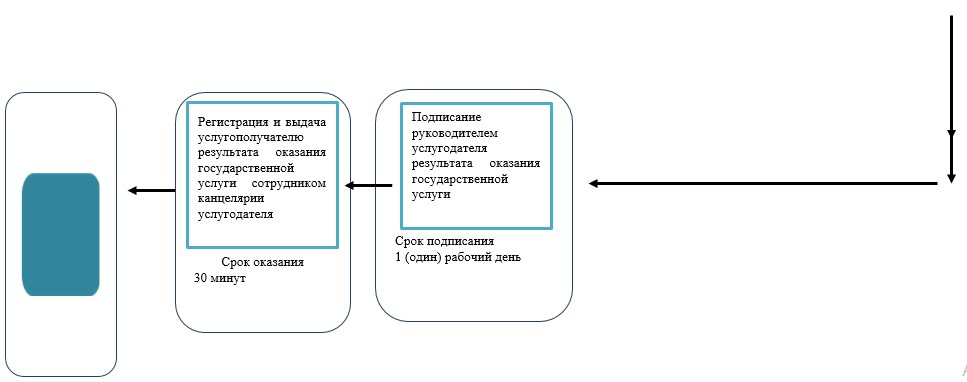 Регистрация и выдача
услугополучателю
результата оказания
государственной
услуги сотрудником
канцелярии
услугодателя
Срок оказания
30 минут
Подписание
руководителем
услугодателя
результата оказания
государственной
услуги
Срок подписания
1 (один) рабочий день